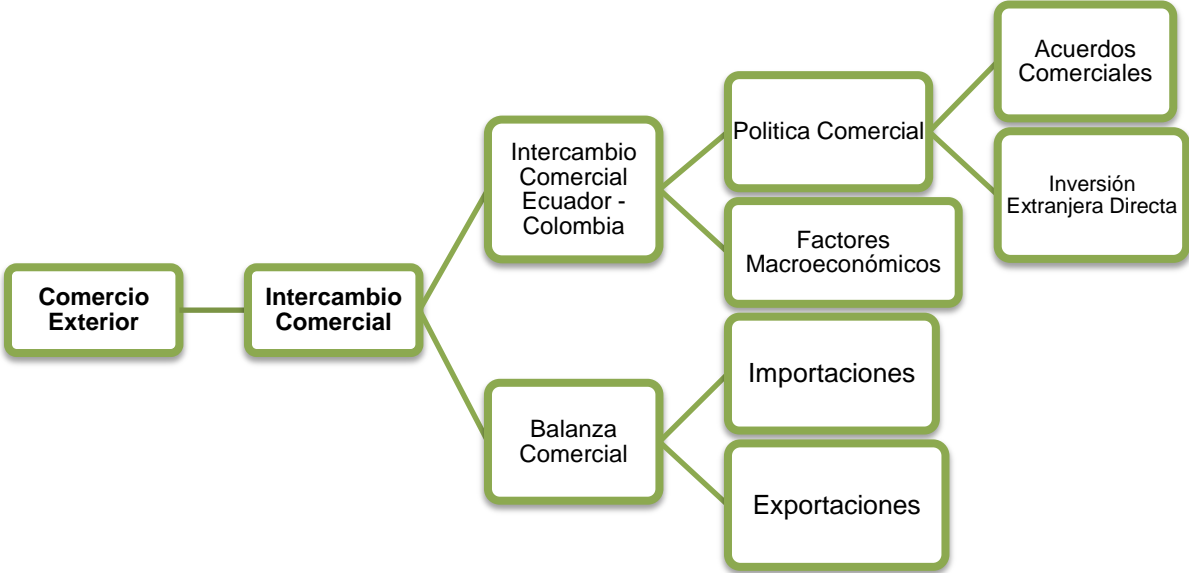 Comercio
Exterior
Intercambio
Comercial
Intercambio
Comercial
Ecuador -
Colombia
Politica Comercial
Acuerdos
Comerciales
Inversión
Extranjera Directa
Factores
Macroeconómicos
Balanza
Comercial
Importaciones
Exportaciones